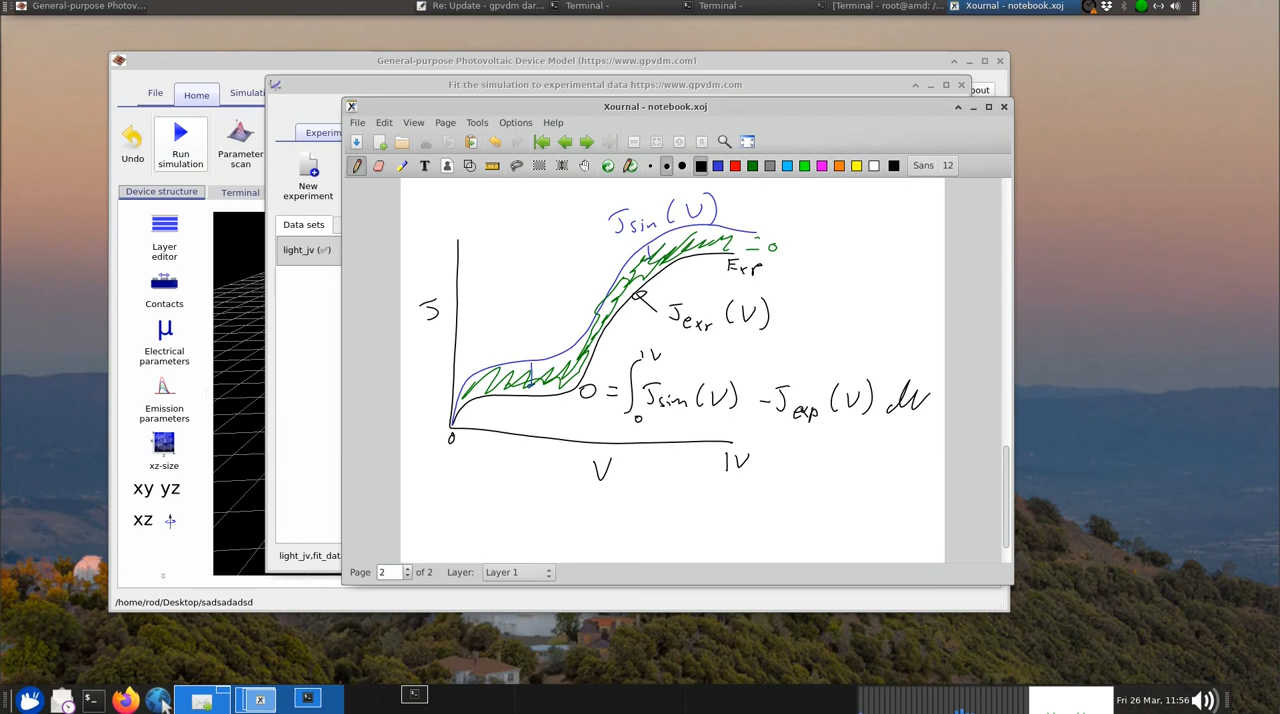 General-purpose Photov...
Re: Update - gpvdm dar...
Terminal -
Terminal -
[Terminal - root@amd: /...
Xournal - notebook.xoj
General-purpose Photovoltaic Device Model (https://www.gpvdm.com)
File
Home
Simulati
out
Undo
Run simulation
Parameter scan
Device structure
Terminal
Layer editor
Contacts
μ
Electrical parameters
Emission parameters
xz-size
xy yz
xz
/home/rod/Desktop/sadsadadsd
Fit the simulation to experimental data https://www.gpvdm.com
Experim
New experiment
Data sets
light_jv (✅)
light_jv,fit_dat
Xournal - notebook.xoj
File Edit View Page Tools Options Help
T
Sans 12
Jsin (V)
= 0
Exp
J
Jexp (V)
1V
0 = ∫ Jsin (V) - Jexp (V) dV
0
0
V
1V
Page 2 of 2 Layer: Layer 1
Fri 26 Mar, 11:56